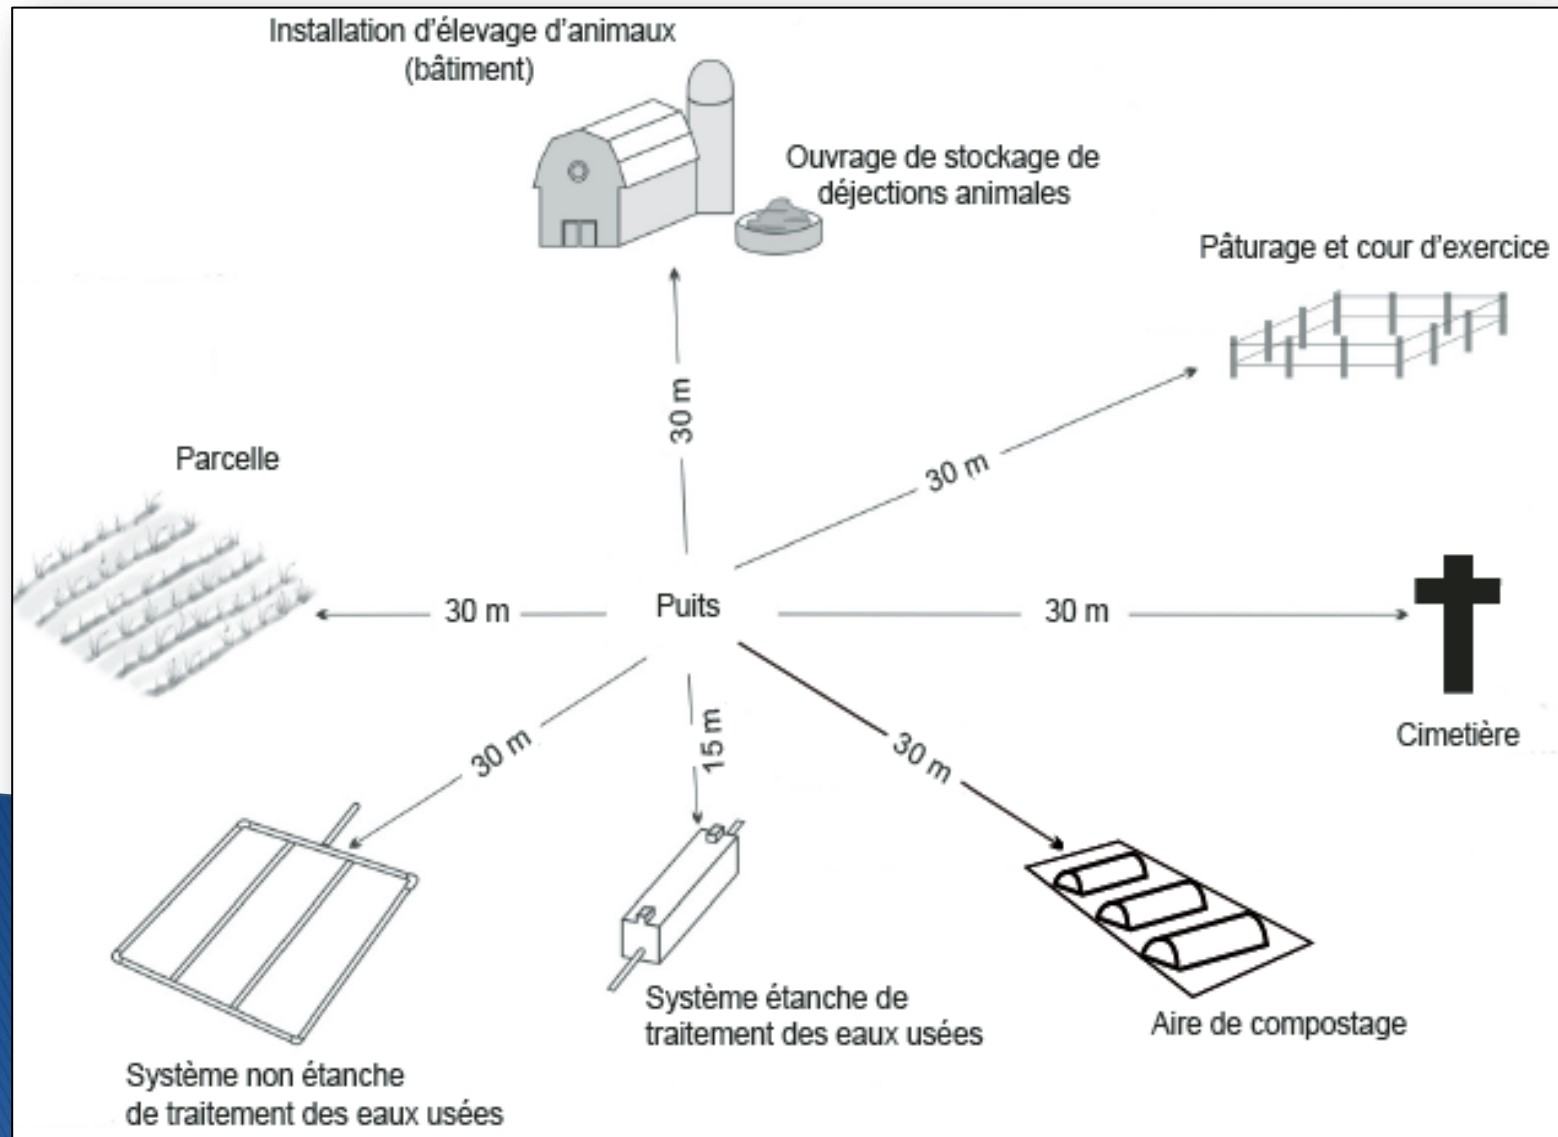 Installation d'élevage d'animaux
(bâtiment)
Ouvrage de stockage de
déjections animales
Pâturage et cour d'exercice
30 m
30 m
Parcelle
30 m
Puits
30 m
Cimetière
30 m
15 m
30 m
Système étanche de
traitement des eaux usées
Aire de compostage
Système non étanche
de traitement des eaux usées